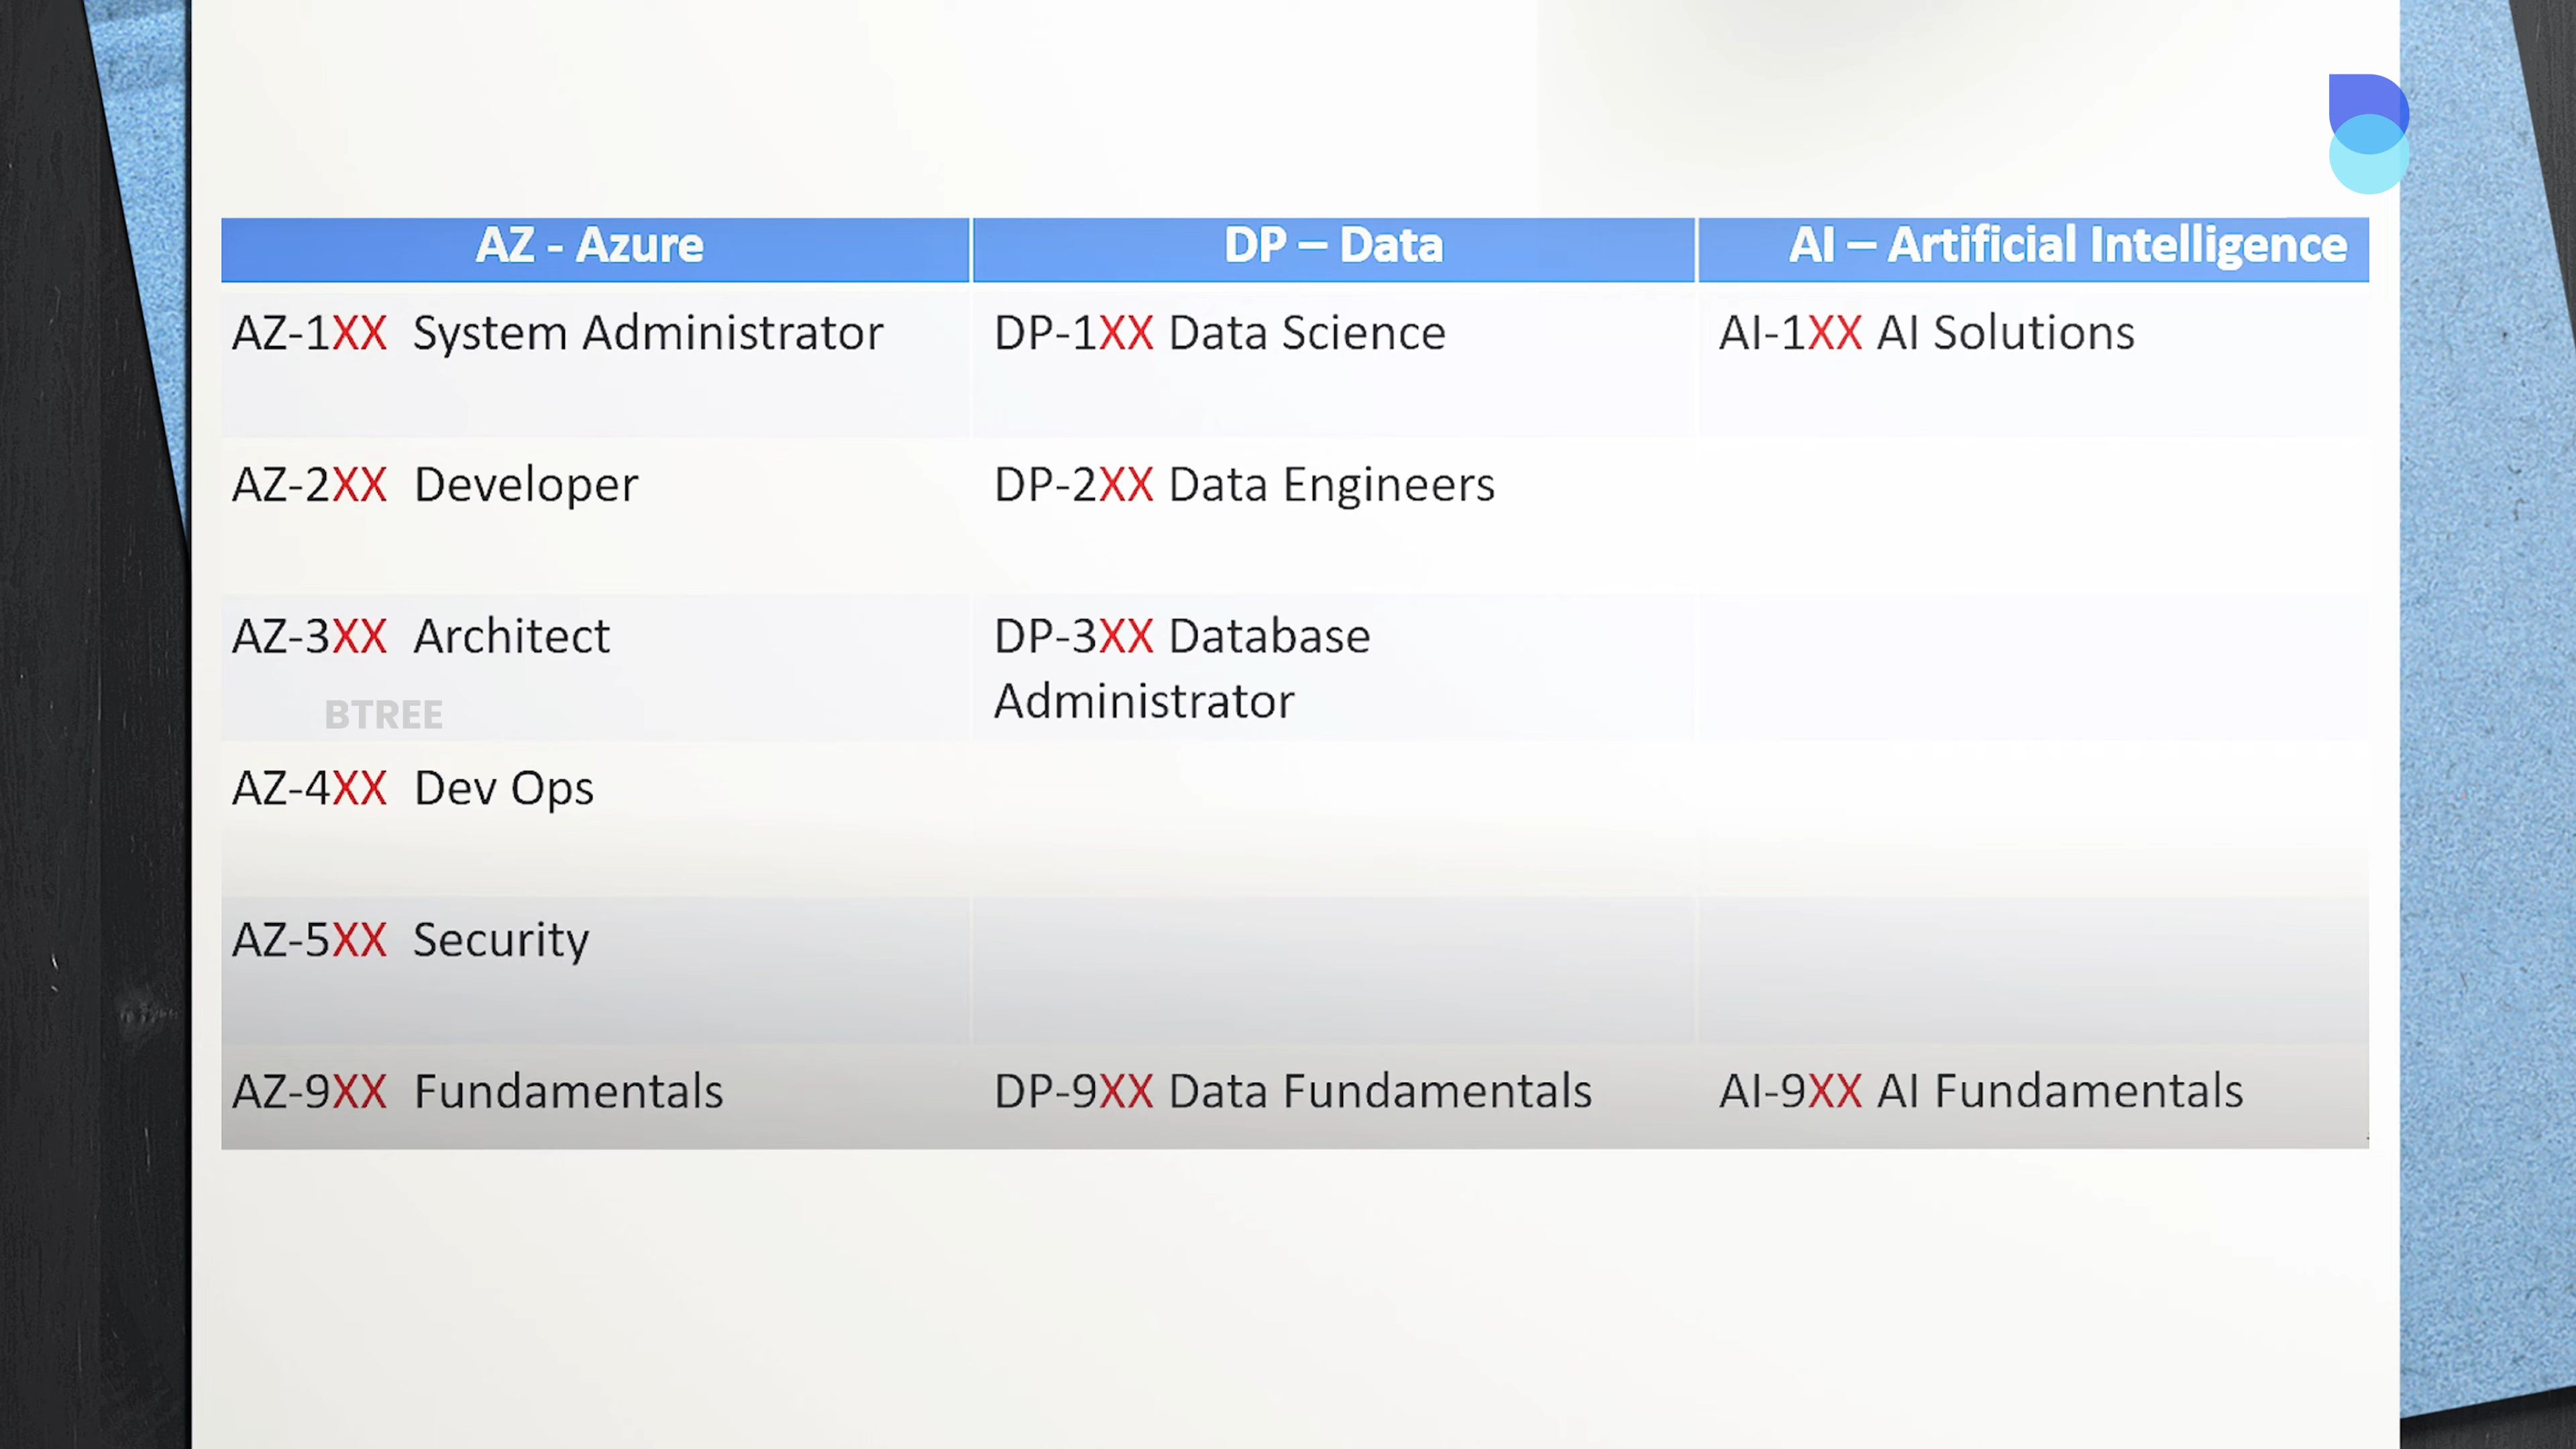 AZ - Azure
DP – Data
AI – Artificial Intelligence
AZ-1XX System Administrator
DP-1XX Data Science
AI-1XX AI Solutions
AZ-2XX Developer
DP-2XX Data Engineers
AZ-3XX Architect
DP-3XX Database
Administrator
BTREE
AZ-4XX Dev Ops
AZ-5XX Security
AZ-9XX Fundamentals
DP-9XX Data Fundamentals
AI-9XX AI Fundamentals